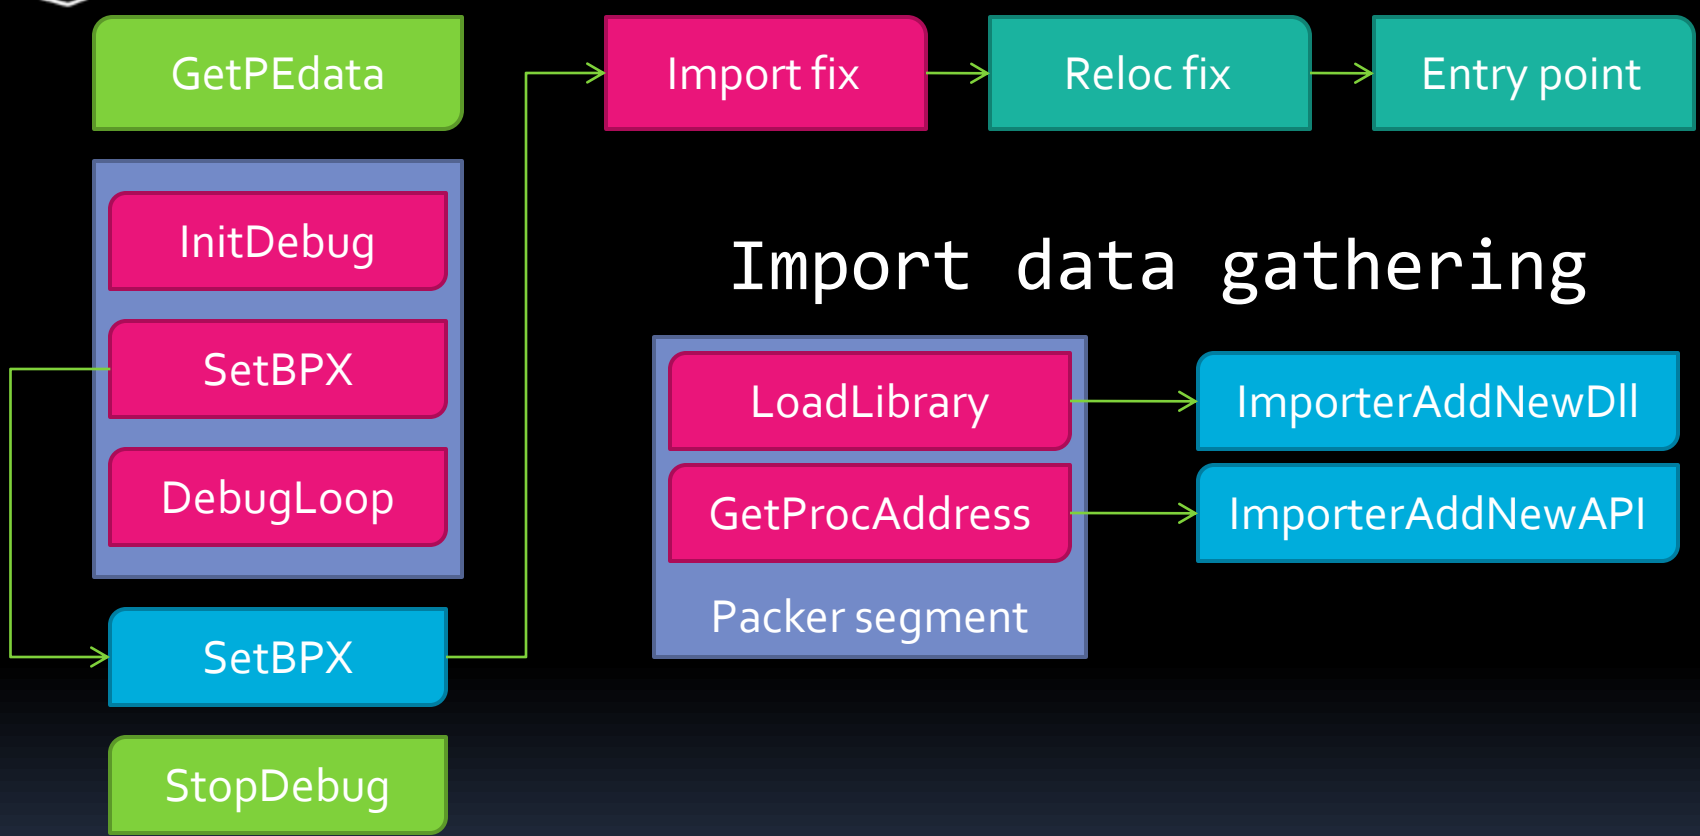 GetPEdata
InitDebug
SetBPX
DebugLoop
SetBPX
StopDebug
Import fix
Reloc fix
Entry point
Import data gathering
LoadLibrary
ImporterAddNewDll
GetProcAddress
ImporterAddNewAPI
Packer segment